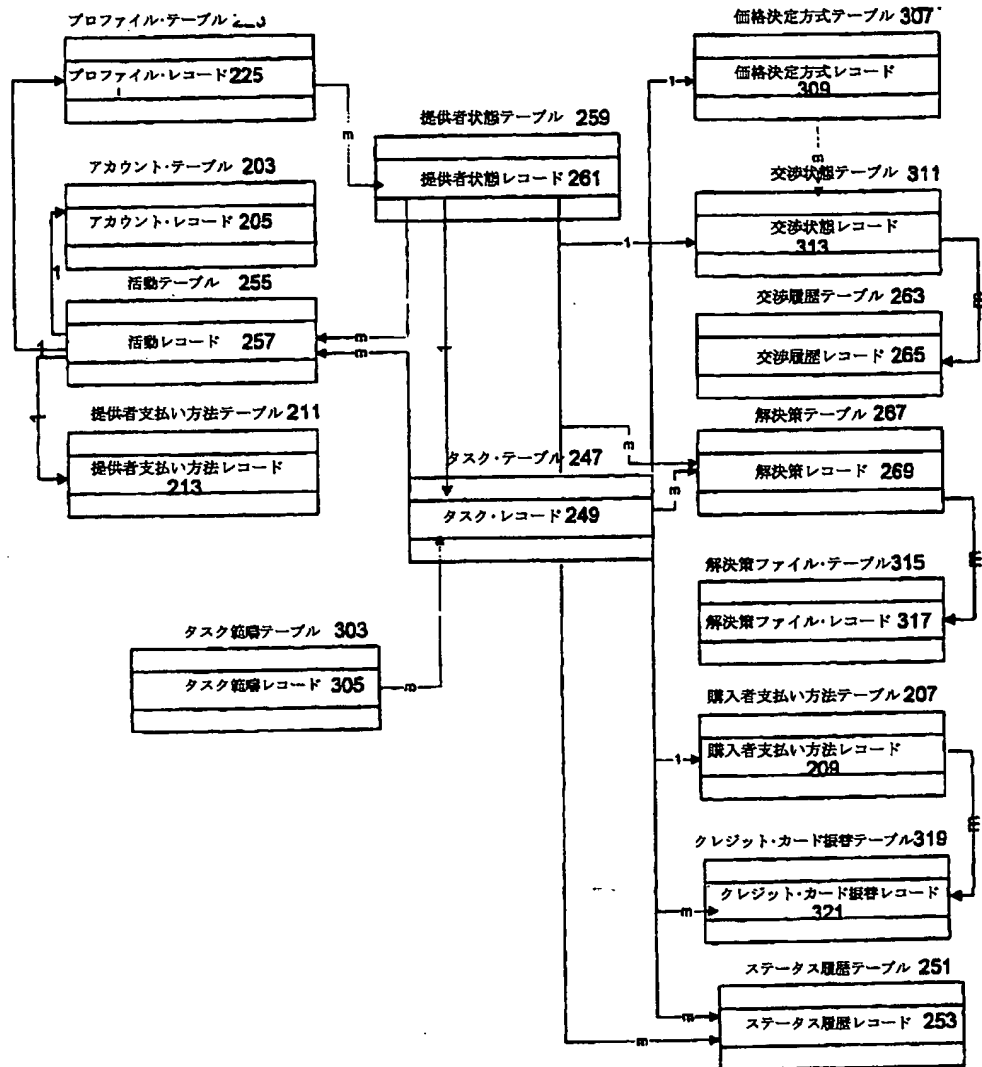 プロファイル・テーブル
プロファイル・レコード 225
アカウント・テーブル 203
アカウント・レコード 205
活動テーブル 255
活動レコード 257
提供者支払い方法テーブル 211
提供者支払い方法レコード
213
提供者状態テーブル 259
提供者状態レコード 261
タスク・テーブル 247
タスク・レコード 249
タスク範疇テーブル 303
タスク範疇レコード 305
価格決定方式テーブル 307
価格決定方式レコード
309
交渉状態テーブル 311
交渉状態レコード
313
交渉履歴テーブル 263
交渉履歴レコード 265
解決策テーブル 267
解決策レコード 269
解決策ファイル・テーブル 315
解決策ファイル・レコード 317
購入者支払い方法テーブル 207
購入者支払い方法レコード
209
クレジット・カード振替テーブル 319
クレジット・カード振替レコード
321
ステータス履歴テーブル 251
ステータス履歴レコード 253
m
1
1
1
m
m
1
1
m
1
m
m
m
m
m
1
m
m
m
m